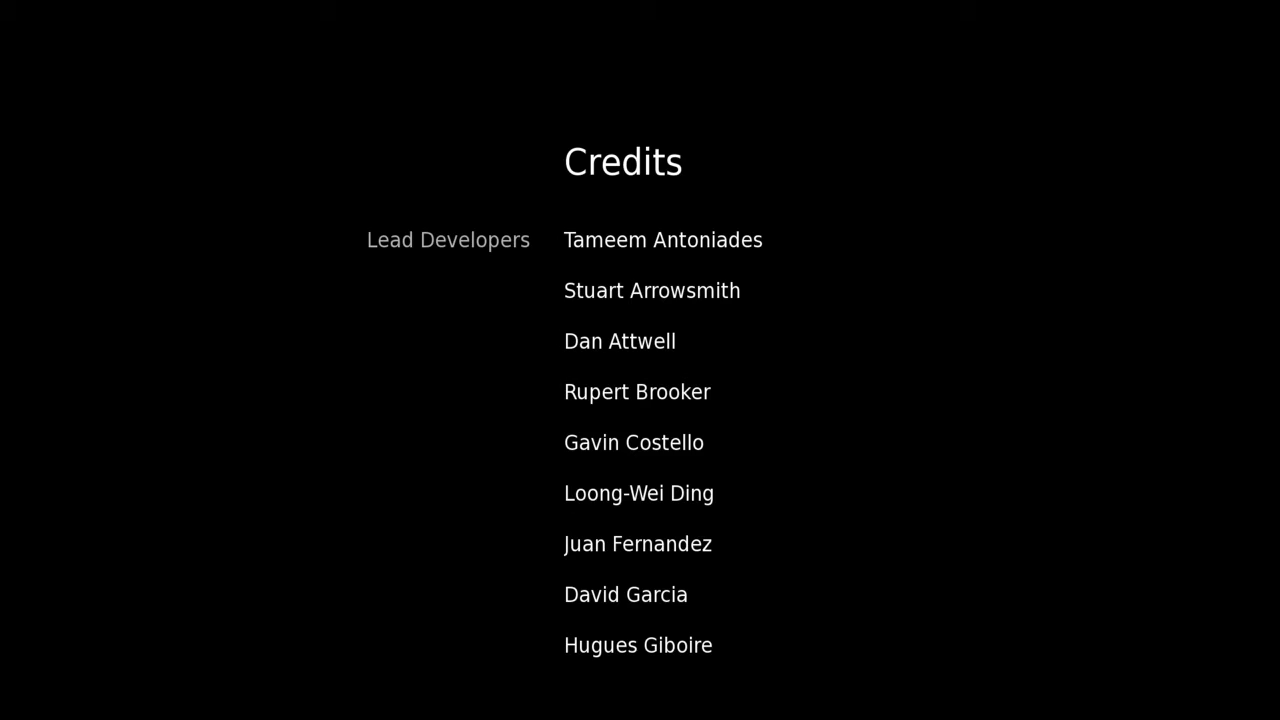 Credits
Lead Developers Tameem Antoniades
Stuart Arrowsmith
Dan Attwell
Rupert Brooker
Gavin Costello
Loong-Wei Ding
Juan Fernandez
David Garcia
Hugues Giboire